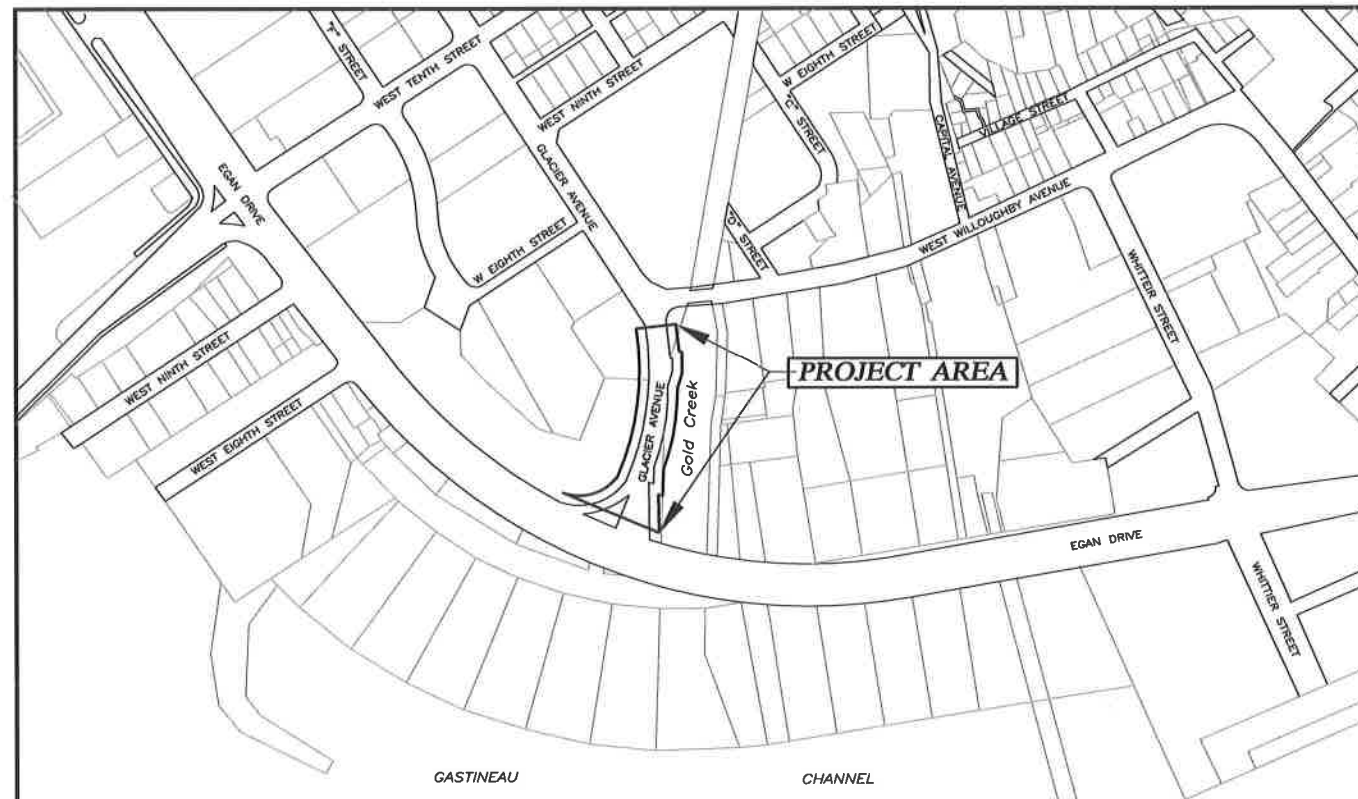 "F" STREET
WEST TENTH STREET
WEST NINTH STREET
W EIGHTH STREET
"C" STREET
CAPITAL AVENUE
VILLAGE STREET
EGAN DRIVE
GLACIER AVENUE
W EIGHTH STREET
"D" STREET
WEST WILLOUGHBY AVENUE
WHITTEIR STREET
WEST NINTH STREET
WEST EIGHTH STREET
PROJECT AREA
GLACIER AVENUE
Gold Creek
EGAN DRIVE
WHITTIER STREET
GASTINEAU CHANNEL